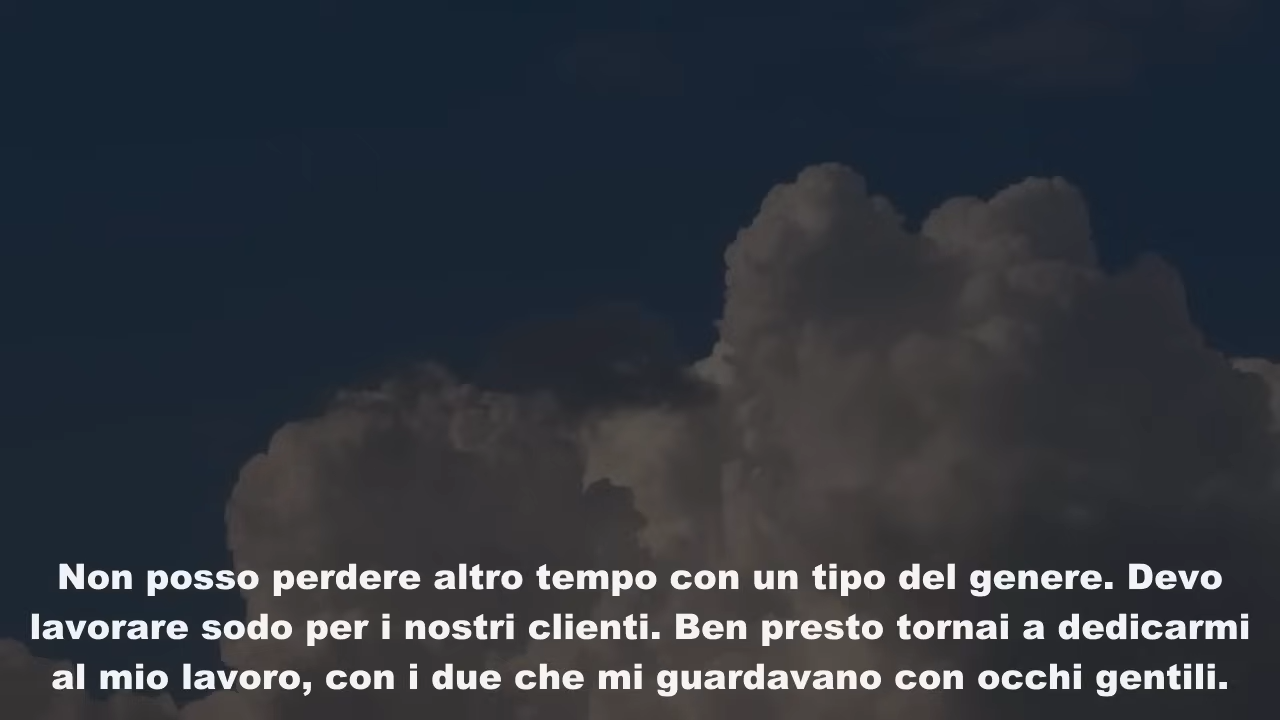 Non posso perdere altro tempo con un tipo del genere. Devo
lavorare sodo per i nostri clienti. Ben presto tornai a dedicarmi
al mio lavoro, con i due che mi guardavano con occhi gentili.